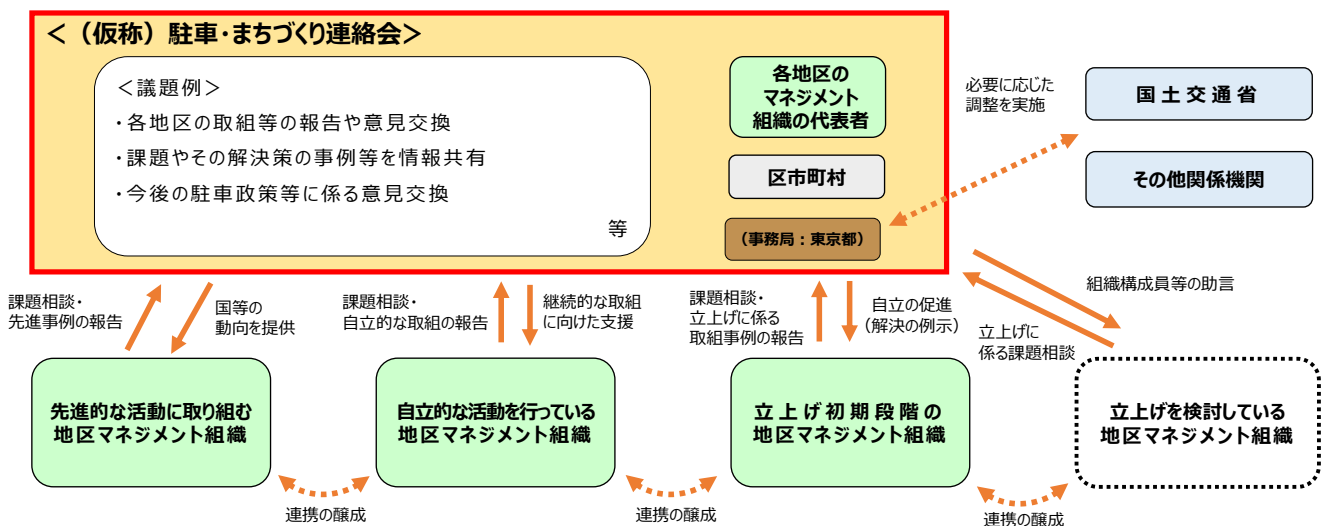 ＜（仮称）駐車・まちづくり連絡会＞
＜議題例＞
・各地区の取組等の報告や意見交換
・課題やその解決策の事例等を情報共有
・今後の駐車政策等に係る意見交換
等
各地区の
マネジメント
組織の代表者
区市町村
（事務局：東京都）
必要に応じた
調整を実施
国土交通省
その他関係機関
課題相談・
先進事例の報告
国等の
動向を提供
課題相談・
自立的な取組の報告
継続的な取組
に向けた支援
課題相談・
立上げに係る
取組事例の報告
自立の促進
（解決の例示）
組織構成員等の助言
立上げに
係る課題相談
先進的な活動に取り組む
地区マネジメント組織
自立的な活動を行っている
地区マネジメント組織
立上げ初期段階の
地区マネジメント組織
立上げを検討している
地区マネジメント組織
連携の醸成
連携の醸成
連携の醸成